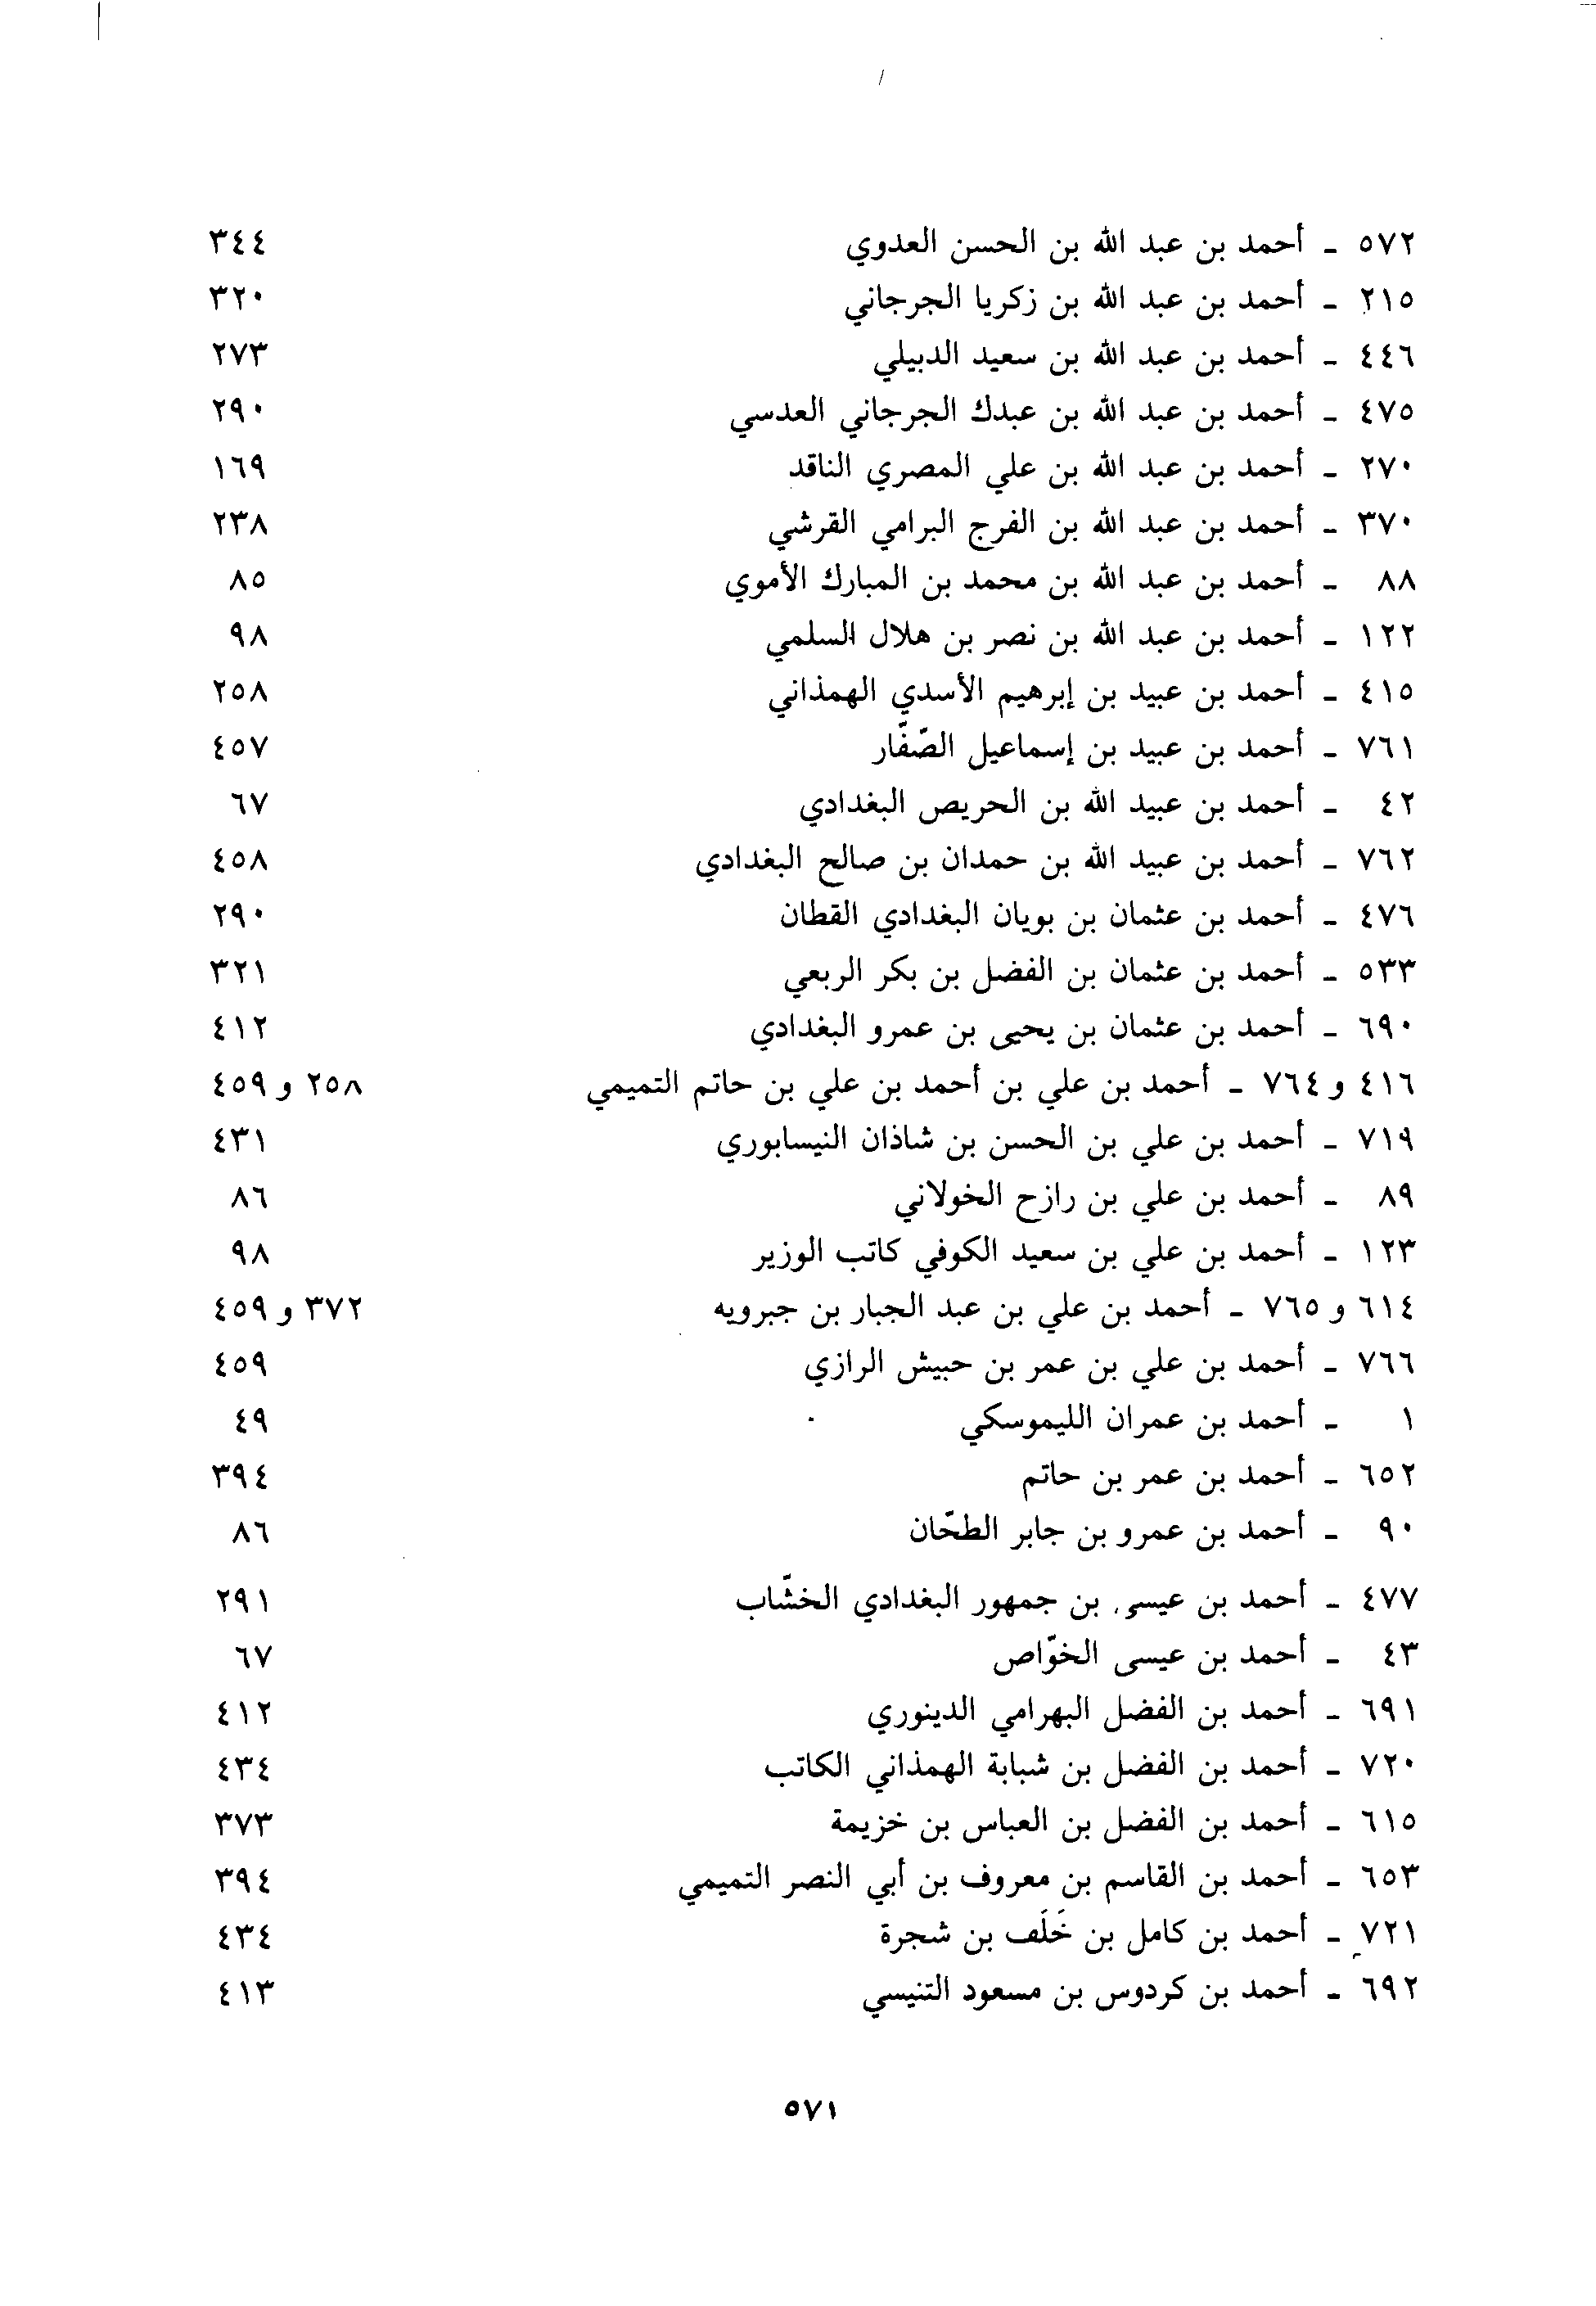 ٥٧٢ - أحمد بن عبد الله بن الحسن العدوي ٣٤٤
٢١٥ - أحمد بن عبد الله بن زكريا الجرجاني ٣٢٠
٤٤٦ - أحمد بن عبد الله بن سعيد الدبيلي ٢٧٣
٤٧٥ - أحمد بن عبد الله بن عبدك الجرجاني العدسي ٢٩٠
٢٧٠ - أحمد بن عبد الله بن علي المصري الناقد ١٦٩
٣٧٠ - أحمد بن عبد الله بن الفرج البرامي القرشي ٢٣٨
٨٨ - أحمد بن عبد الله بن محمد بن المبارك الأموي ٨٥
١٢٢ - أحمد بن عبد الله بن نصر بن هلال السلمي ٩٨
٤١٥ - أحمد بن عبيد بن إبرهيم الأسدي الهمذاني ٢٥٨
٧٦١ - أحمد بن عبيد بن إسماعيل الصّفّار ٤٥٧
٤٢ - أحمد بن عبيد الله بن الحريص البغدادي ٦٧
٧٦٢ - أحمد بن عبيد الله بن حمدان بن صالح البغدادي ٤٥٨
٤٧٦ - أحمد بن عثمان بن بويان البغدادي القطان ٢٩٠
٥٣٣ - أحمد بن عثمان بن الفضل بن بكر الربعي ٣٢١
٦٩٠ - أحمد بن عثمان بن يحيى بن عمرو البغدادي ٤١٢
٤١٦ و ٧٦٤ - أحمد بن علي بن أحمد بن علي بن حاتم التميمي ٢٥٨ و ٤٥٩
٧١٩ - أحمد بن علي بن الحسن بن شاذان النيسابوري ٤٣١
٨٩ - أحمد بن علي بن رازح الخولاني ٨٦
١٢٣ - أحمد بن علي بن سعيد الكوفي كاتب الوزير ٩٨
٦١٤ و ٧٦٥ - أحمد بن علي بن عبد الجبار بن جبرويه ٣٧٢ و ٤٥٩
٧٦٦ - أحمد بن علي بن عمر بن حبيش الرازي ٤٥٩
١ - أحمد بن عمران الليموسكي ٤٩
٦٥٢ - أحمد بن عمر بن حاتم ٣٩٤
٩٠ - أحمد بن عمرو بن جابر الطحّان ٨٦
٤٧٧ - أحمد بن عيسى بن جمهور البغدادي الخشّاب ٢٩١
٤٣ - أحمد بن عيسى الخوّاص ٦٧
٦٩١ - أحمد بن الفضل البهرامي الدينوري ٤١٢
٧٢٠ - أحمد بن الفضل بن شبابة الهمذاني الكاتب ٤٣٤
٦١٥ - أحمد بن الفضل بن العباس بن خزيمة ٣٧٣
٦٥٣ - أحمد بن القاسم بن معروف بن أبي النصر التميمي ٣٩٤
٧٢١ - أحمد بن كامل بن خَلَف بن شجرة ٤٣٤
٦٩٢ - أحمد بن كردوس بن مسعود التنيسي ٤١٣
٥٧١